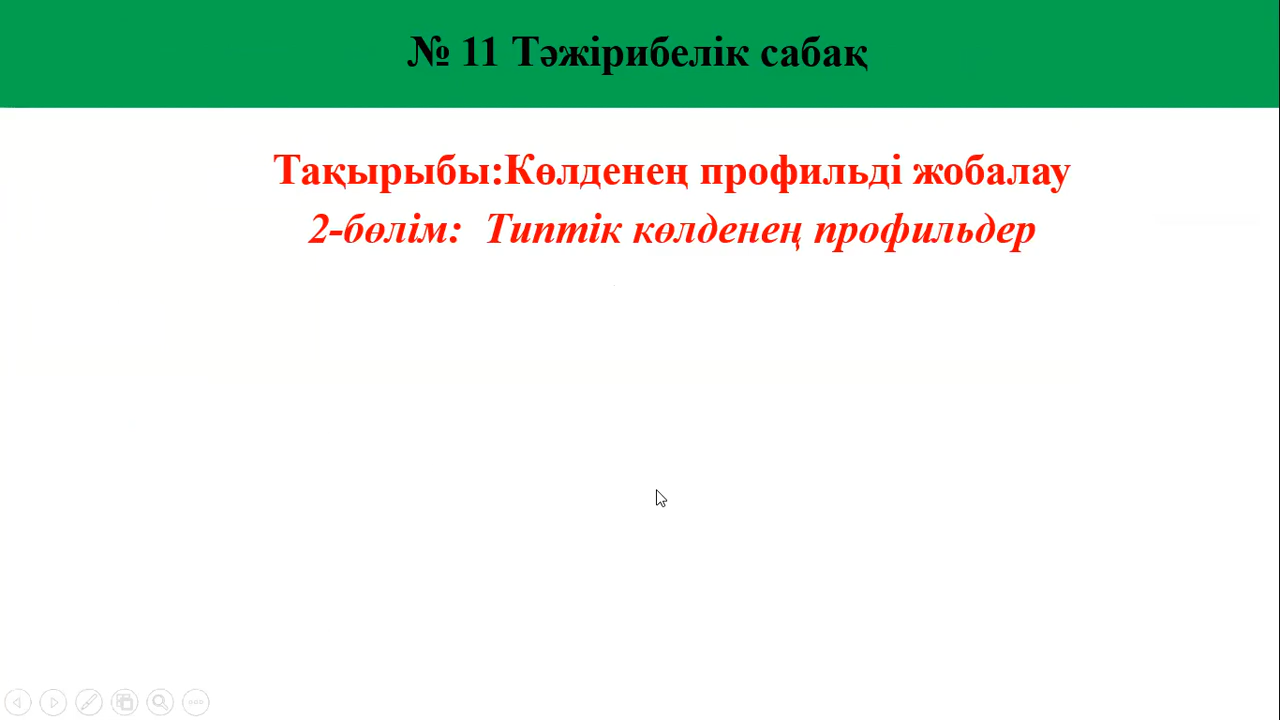 № 11 Тәжірибелік сабақ
Тақырыбы:Көлденең профильді жобалау
2-бөлім: Типтік көлденең профильдер